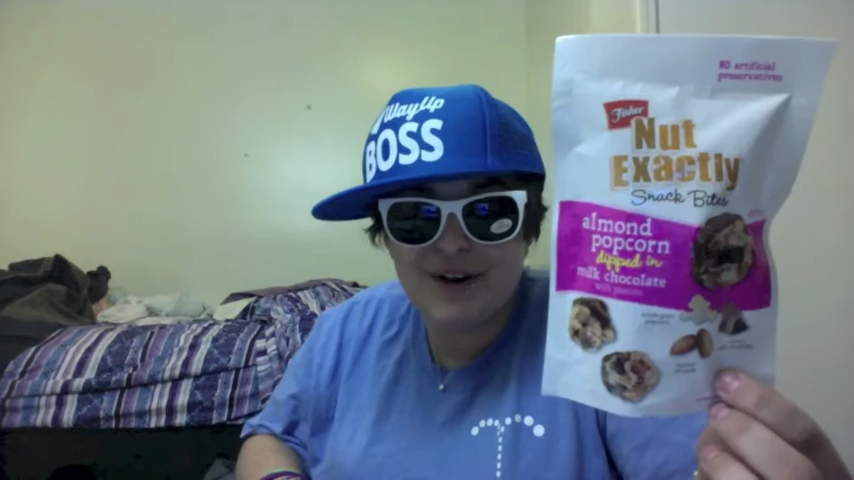 WayUp
BOSS
NO artificial
preservatives
Fisher
Nut
Exactly
Snack Bites
almond
popcorn
dipped in
milk chocolate